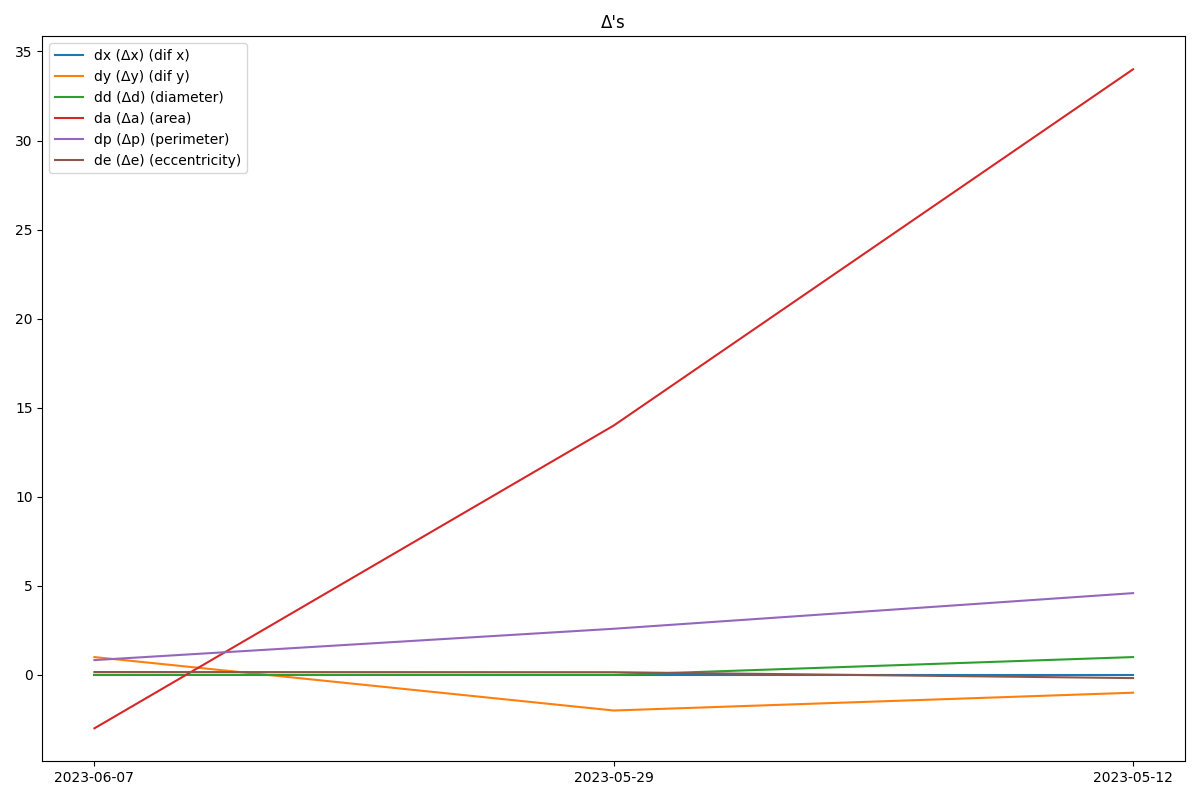 Δ's
dx (Δx) (dif x)
dy (Δy) (dif y)
dd (Δd) (diameter)
da (Δa) (area)
dp (Δp) (perimeter)
de (Δe) (eccentricity)
35
30
25
20
15
10
5
0
2023-06-07
2023-05-29
2023-05-12